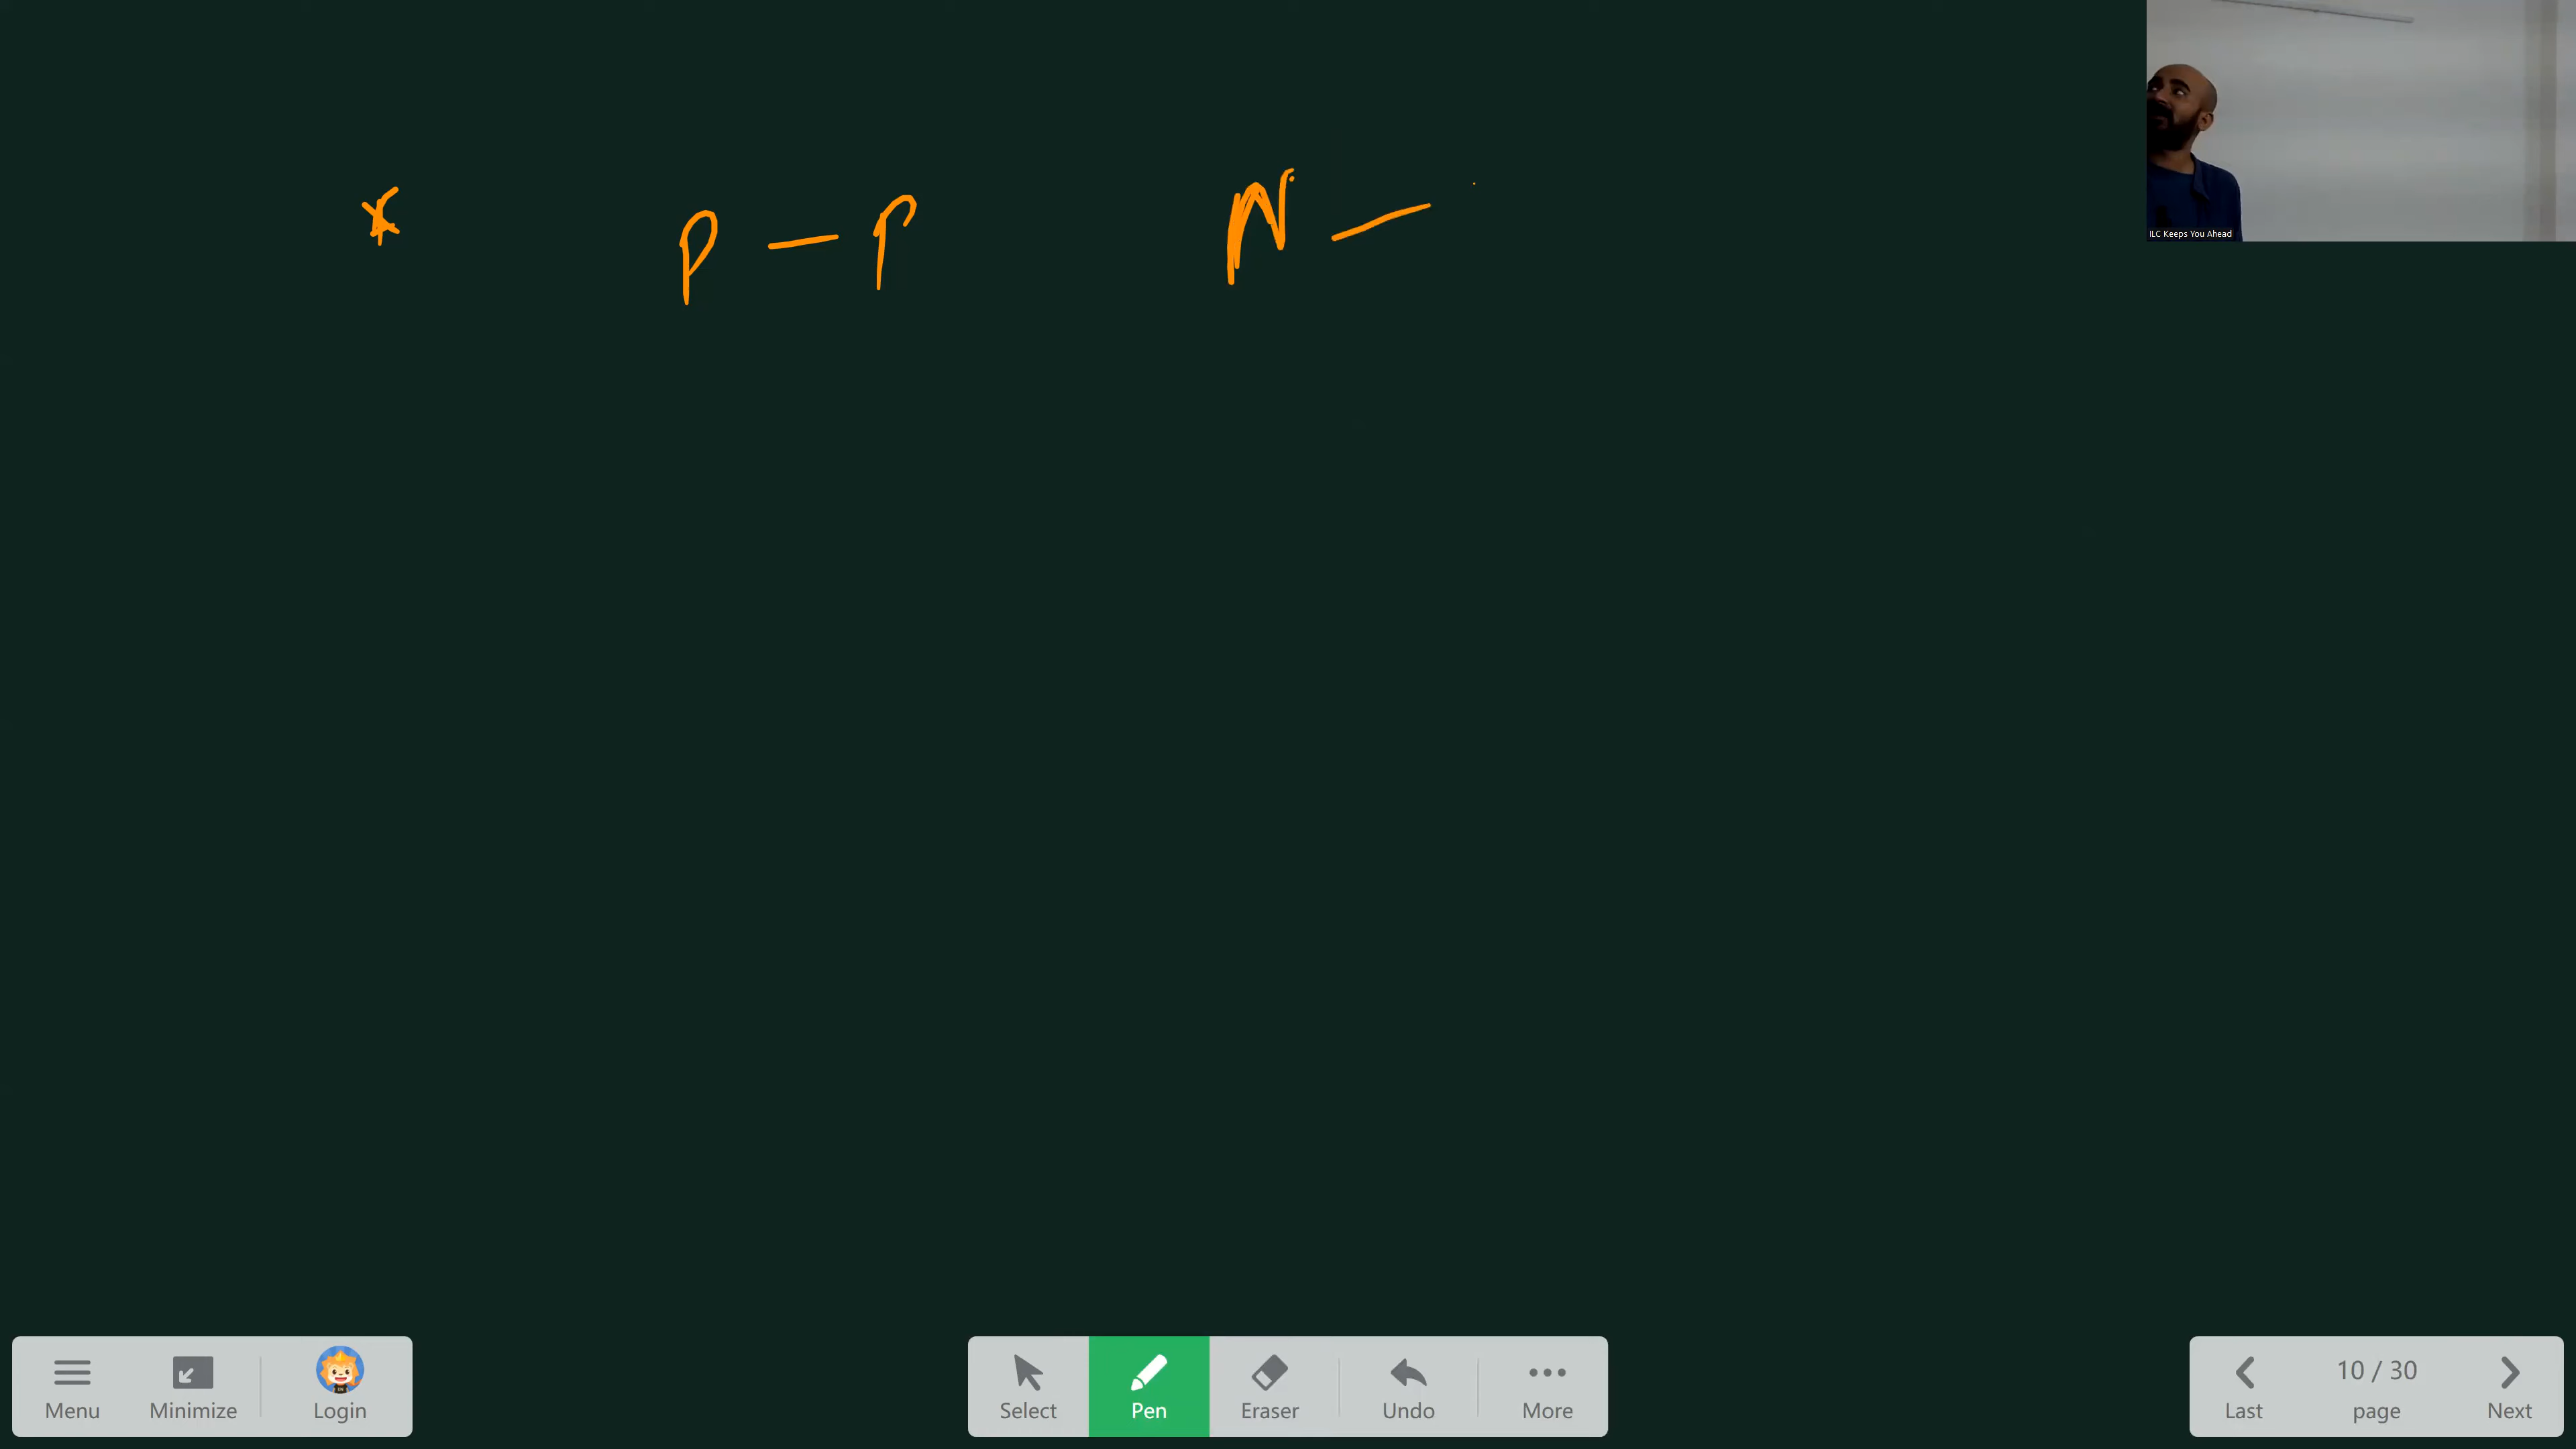 * P – P N –
ILC Keeps You Ahead
Menu Minimize Login Select Pen Eraser Undo More Last 10 / 30 page Next